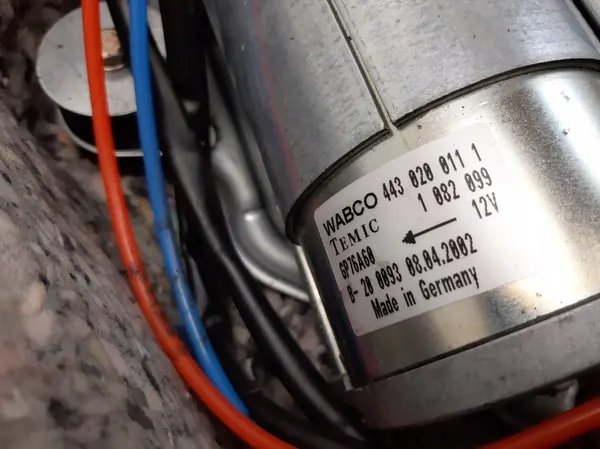 WABCO 443 020 011 1
TEMIC 1 082 099
GP76A60 12V
0- 20 0093 08.04.2002
Made in Germany